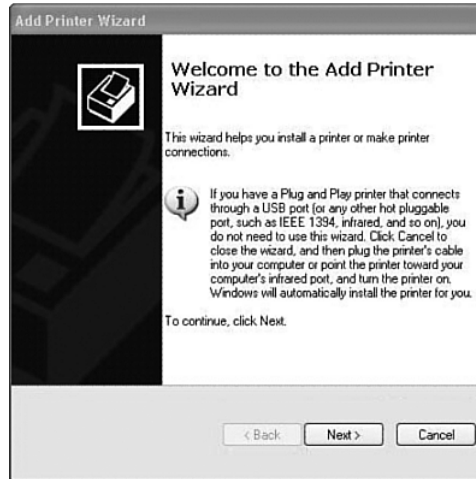 Add Printer Wizard
Welcome to the Add Printer
Wizard
This wizard helps you install a printer or make printer
connections.
If you have a Plug and Play printer that connects
through a USB port (or any other hot pluggable
port, such as IEEE 1394, infrared, and so on), you
do not need to use this wizard. Click Cancel to
close the wizard, and then plug the printer's cable
into your computer or point the printer toward your
computer's infrared port, and turn the printer on.
Windows will automatically install the printer for you.
To continue, click Next.
< Back Next > Cancel